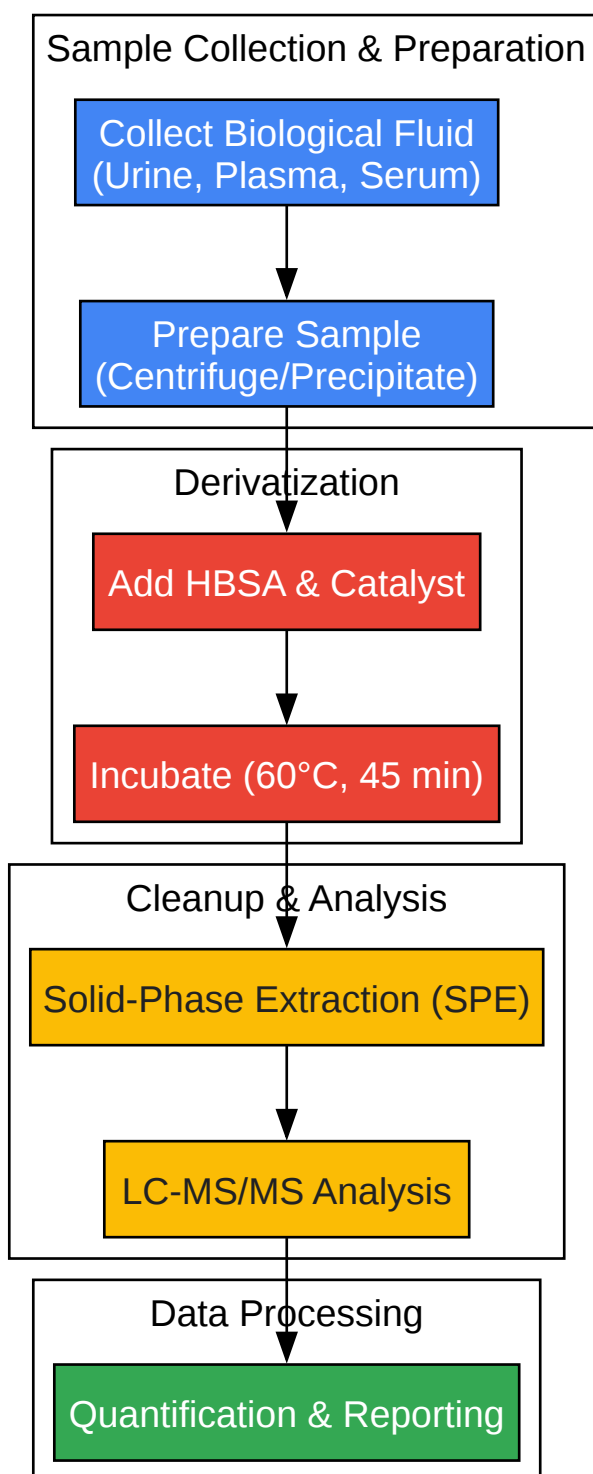 Sample Collection & Preparation
Collect Biological Fluid
(Urine, Plasma, Serum)
Prepare Sample
(Centrifuge/Precipitate)
Derivatization
Add HBSA & Catalyst
Incubate (60°C, 45 min)
Cleanup & Analysis
Solid-Phase Extraction (SPE)
LC-MS/MS Analysis
Data Processing
Quantification & Reporting